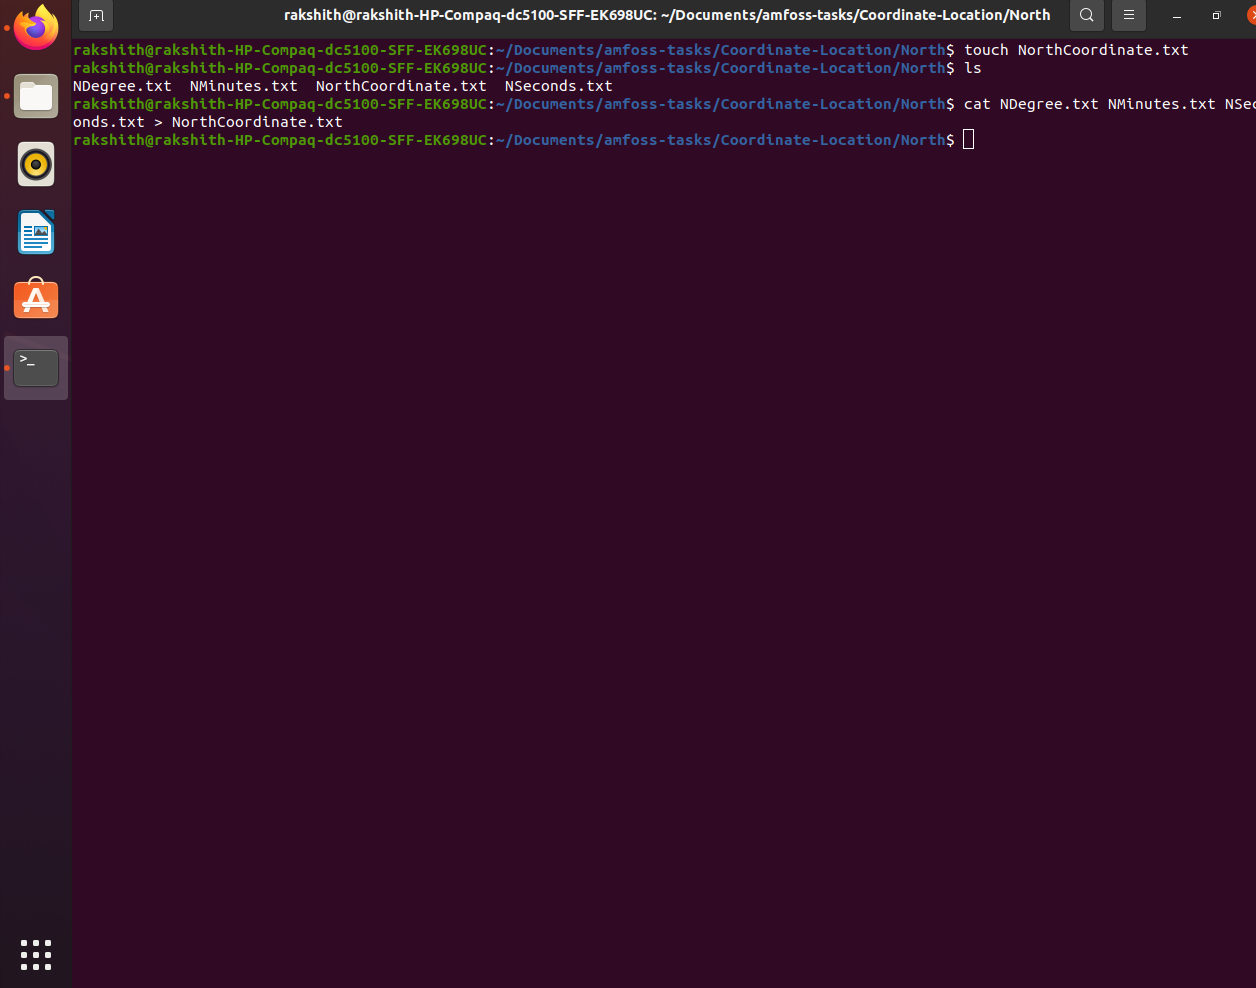 rakshith@rakshith-HP-Compaq-dc5100-SFF-EK698UC: ~/Documents/amfoss-tasks/Coordinate-Location/North
rakshith@rakshith-HP-Compaq-dc5100-SFF-EK698UC:~/Documents/amfoss-tasks/Coordinate-Location/North$ touch NorthCoordinate.txt
rakshith@rakshith-HP-Compaq-dc5100-SFF-EK698UC:~/Documents/amfoss-tasks/Coordinate-Location/North$ ls
NDegree.txt  NMinutes.txt  NorthCoordinate.txt  NSeconds.txt
rakshith@rakshith-HP-Compaq-dc5100-SFF-EK698UC:~/Documents/amfoss-tasks/Coordinate-Location/North$ cat NDegree.txt NMinutes.txt NSec
onds.txt > NorthCoordinate.txt
rakshith@rakshith-HP-Compaq-dc5100-SFF-EK698UC:~/Documents/amfoss-tasks/Coordinate-Location/North$
>_